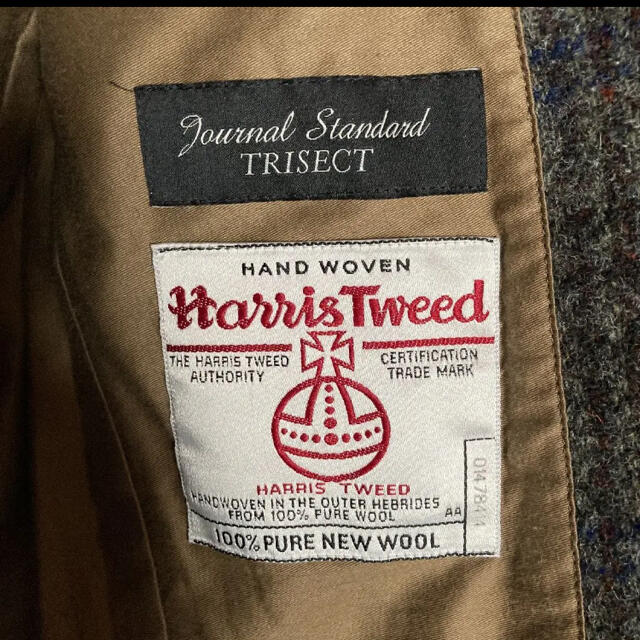 Journal Standard
TRISECT
HAND WOVEN
Harris Tweed
THE HARRIS TWEED
AUTHORITY
CERTIFICATION
TRADE MARK
HARRIS TWEED
HANDWOVEN IN THE OUTER HEBRIDES
FROM 100% PURE WOOL
AA
100% PURE NEW WOOL